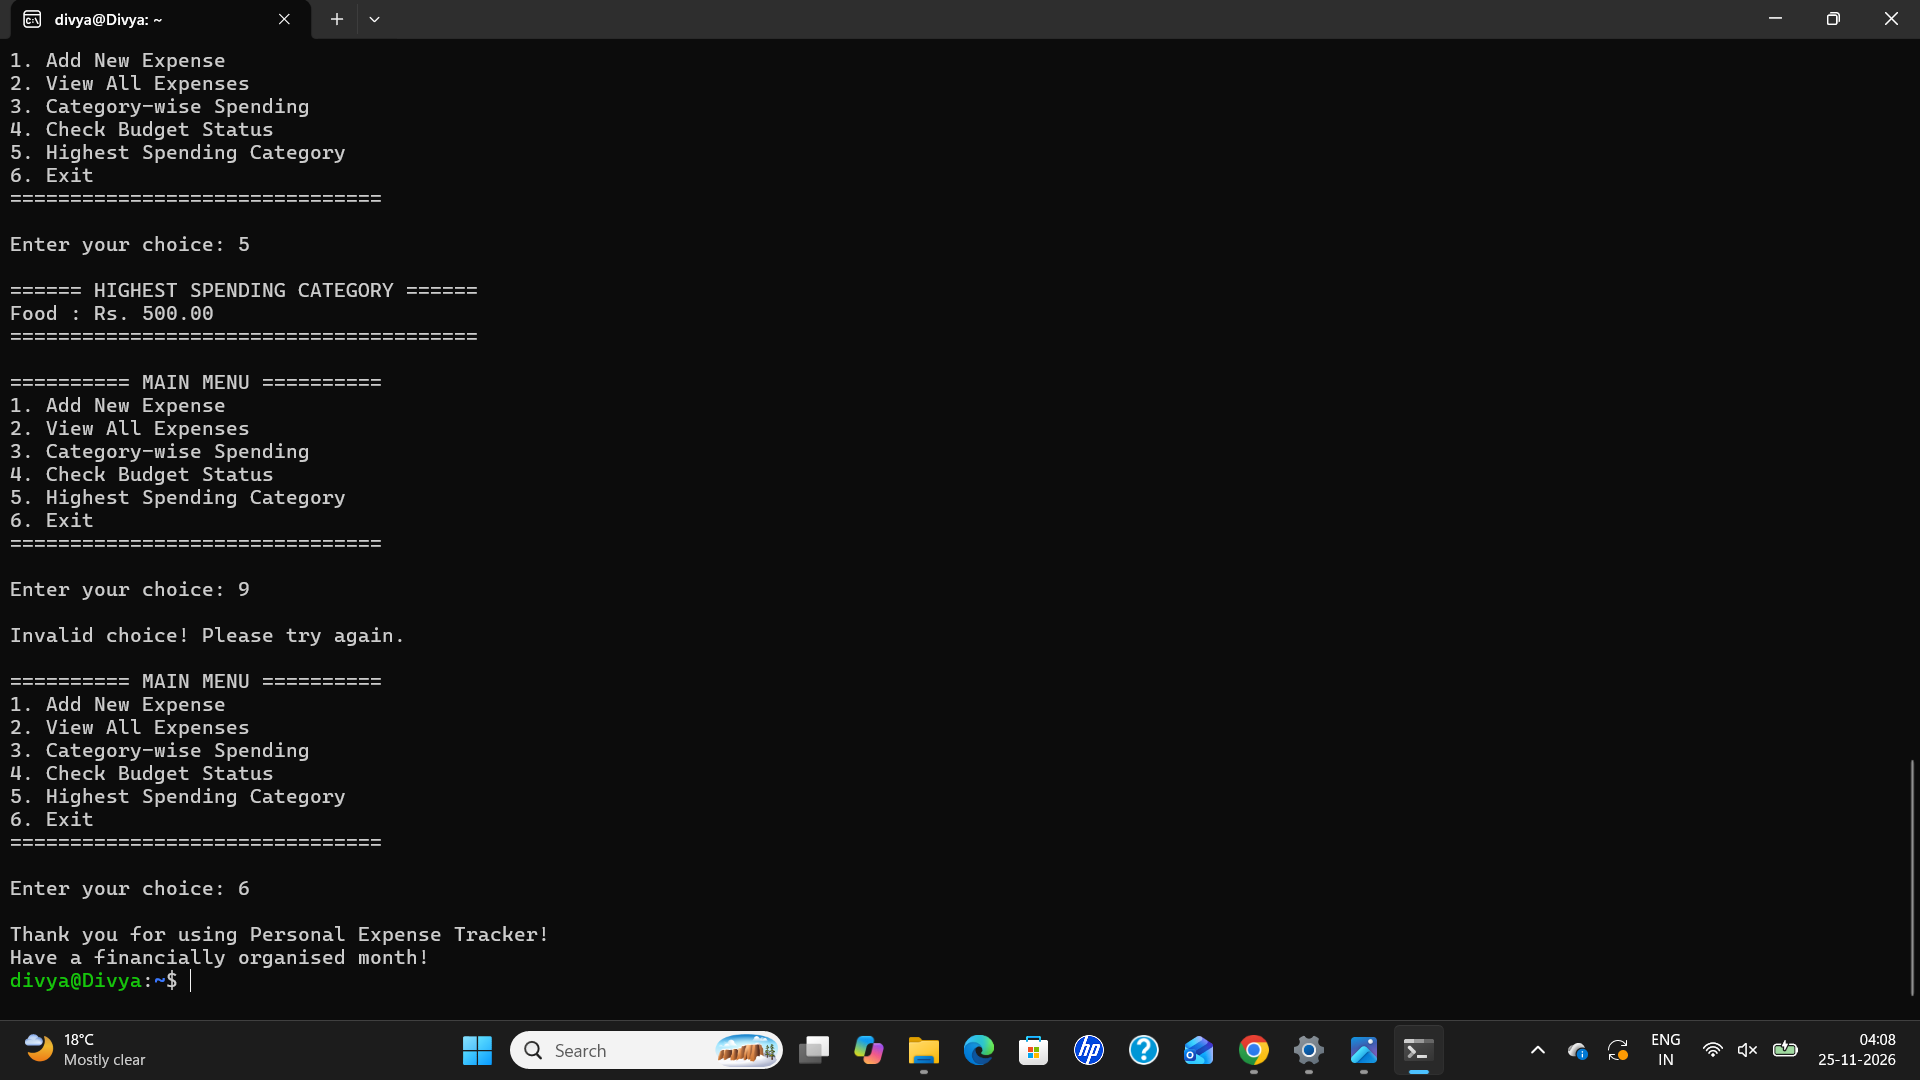 divya@Divya: ~
1. Add New Expense
2. View All Expenses
3. Category-wise Spending
4. Check Budget Status
5. Highest Spending Category
6. Exit
===============================
Enter your choice: 5
====== HIGHEST SPENDING CATEGORY ======
Food : Rs. 500.00
=======================================
========== MAIN MENU ==========
1. Add New Expense
2. View All Expenses
3. Category-wise Spending
4. Check Budget Status
5. Highest Spending Category
6. Exit
===============================
Enter your choice: 9
Invalid choice! Please try again.
========== MAIN MENU ==========
1. Add New Expense
2. View All Expenses
3. Category-wise Spending
4. Check Budget Status
5. Highest Spending Category
6. Exit
===============================
Enter your choice: 6
Thank you for using Personal Expense Tracker!
Have a financially organised month!
divya@Divya:~$
18°C
Mostly clear
Search
hp
ENG
IN
04:08
25-11-2026